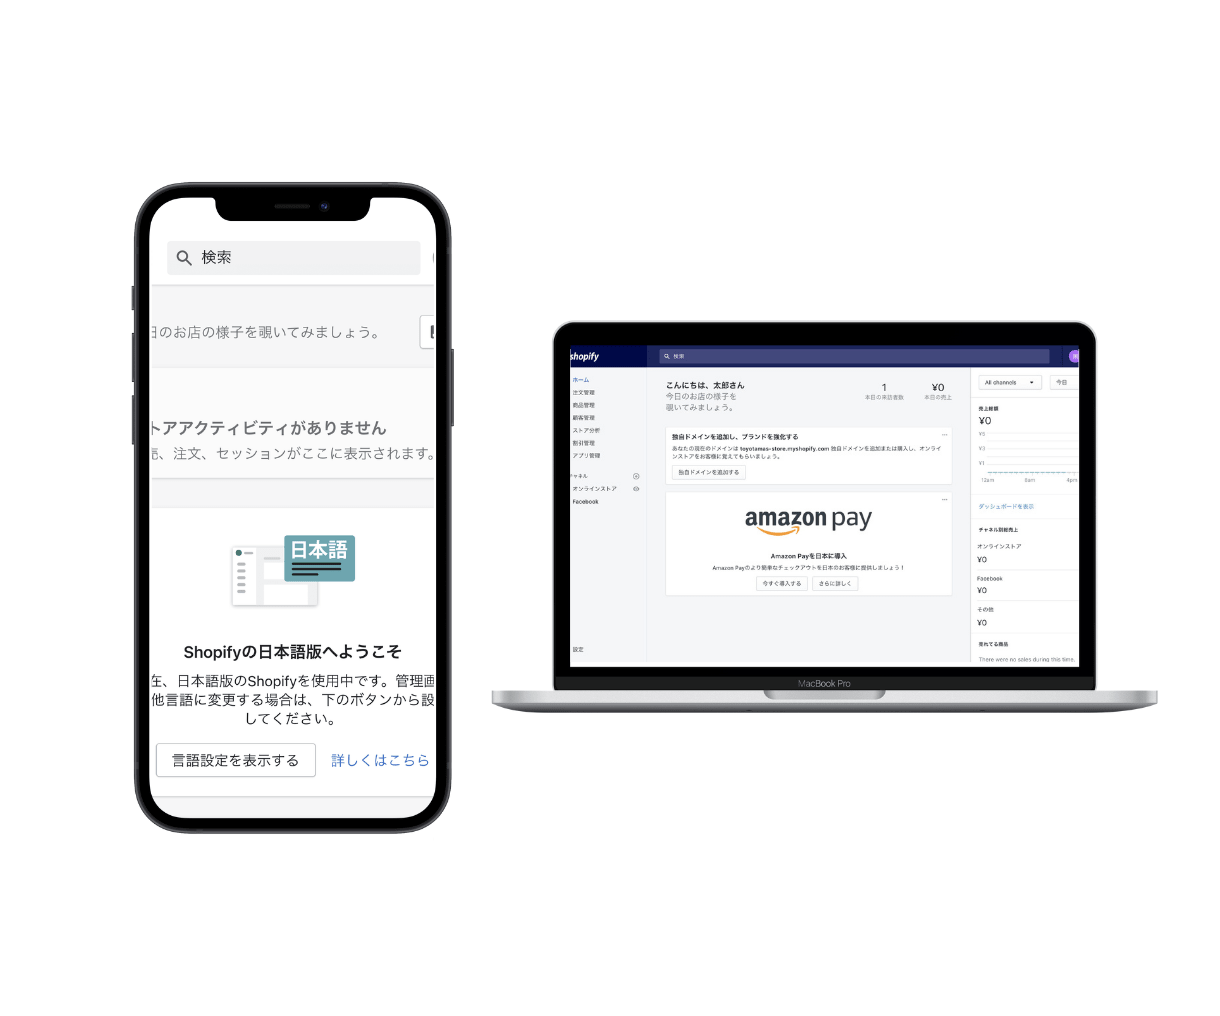 検索
日のお店の様子を覗いてみましょう。
トアアクティビティがありません
売、注文、セッションがここに表示されます。
日本語
Shopifyの日本語版へようこそ
在、日本語版のShopifyを使用中です。管理画
他言語に変更する場合は、下のボタンから設
してください。
言語設定を表示する
詳しくはこちら
shopify
検索
ホーム
注文管理
商品管理
顧客管理
ストア分析
割引管理
アプリ管理
チャネル
オンラインストア
Facebook
設定
こんにちは、太郎さん
今日のお店の様子を
覗いてみましょう。
1
本日の来訪者数
¥0
本日の売上
独自ドメインを追加し、ブランドを強化する
あなたの現在のドメインは toyotamas-store.myshopify.com 独自ドメインを追加または購入し、オンライ
ンストアをお客様に覚えてもらいましょう。
独自ドメインを追加する
amazon pay
Amazon Payを日本に導入
Amazon Payのより簡単なチェックアウトを日本のお客様に提供しましょう！
今すぐ導入する
さらに詳しく
All channels
今日
売上総額
¥0
¥5
¥3
¥1
12am 8am 4pm
ダッシュボードを表示
チャネル別総売上
オンラインストア
¥0
Facebook
¥0
その他
¥0
売れてる商品
There were no sales during this time.
MacBook Pro